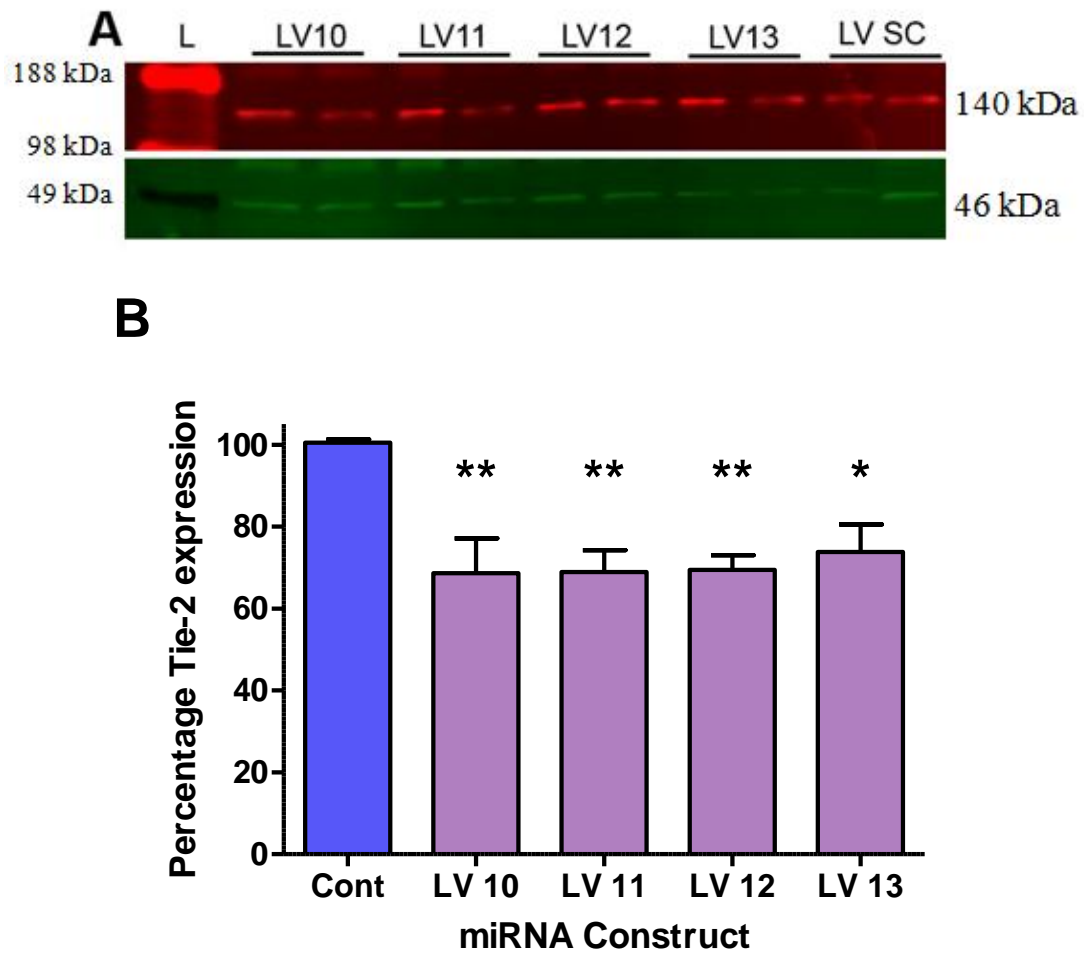 A L LV10 LV11 LV12 LV13 LV SC
188 kDa
140 kDa
98 kDa
49 kDa
46 kDa
B
Percentage Tie-2 expression
100
80
60
40
20
0
** ** ** *
Cont LV 10 LV 11 LV 12 LV 13
miRNA Construct